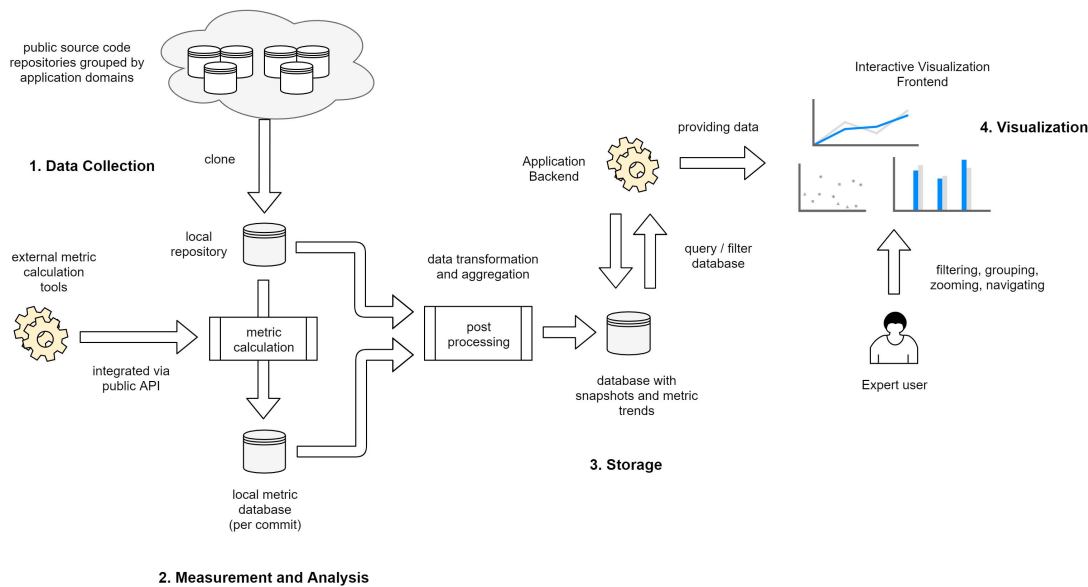 public source code
repositories grouped by
application domains
1. Data Collection
clone
local
repository
external metric
calculation
tools
integrated via
public API
metric
calculation
local metric
database
(per commit)
2. Measurement and Analysis
data transformation
and aggregation
post
processing
database with
snapshots and metric
trends
3. Storage
Application
Backend
query / filter
database
providing data
Interactive Visualization
Frontend
4. Visualization
filtering, grouping,
zooming, navigating
Expert user